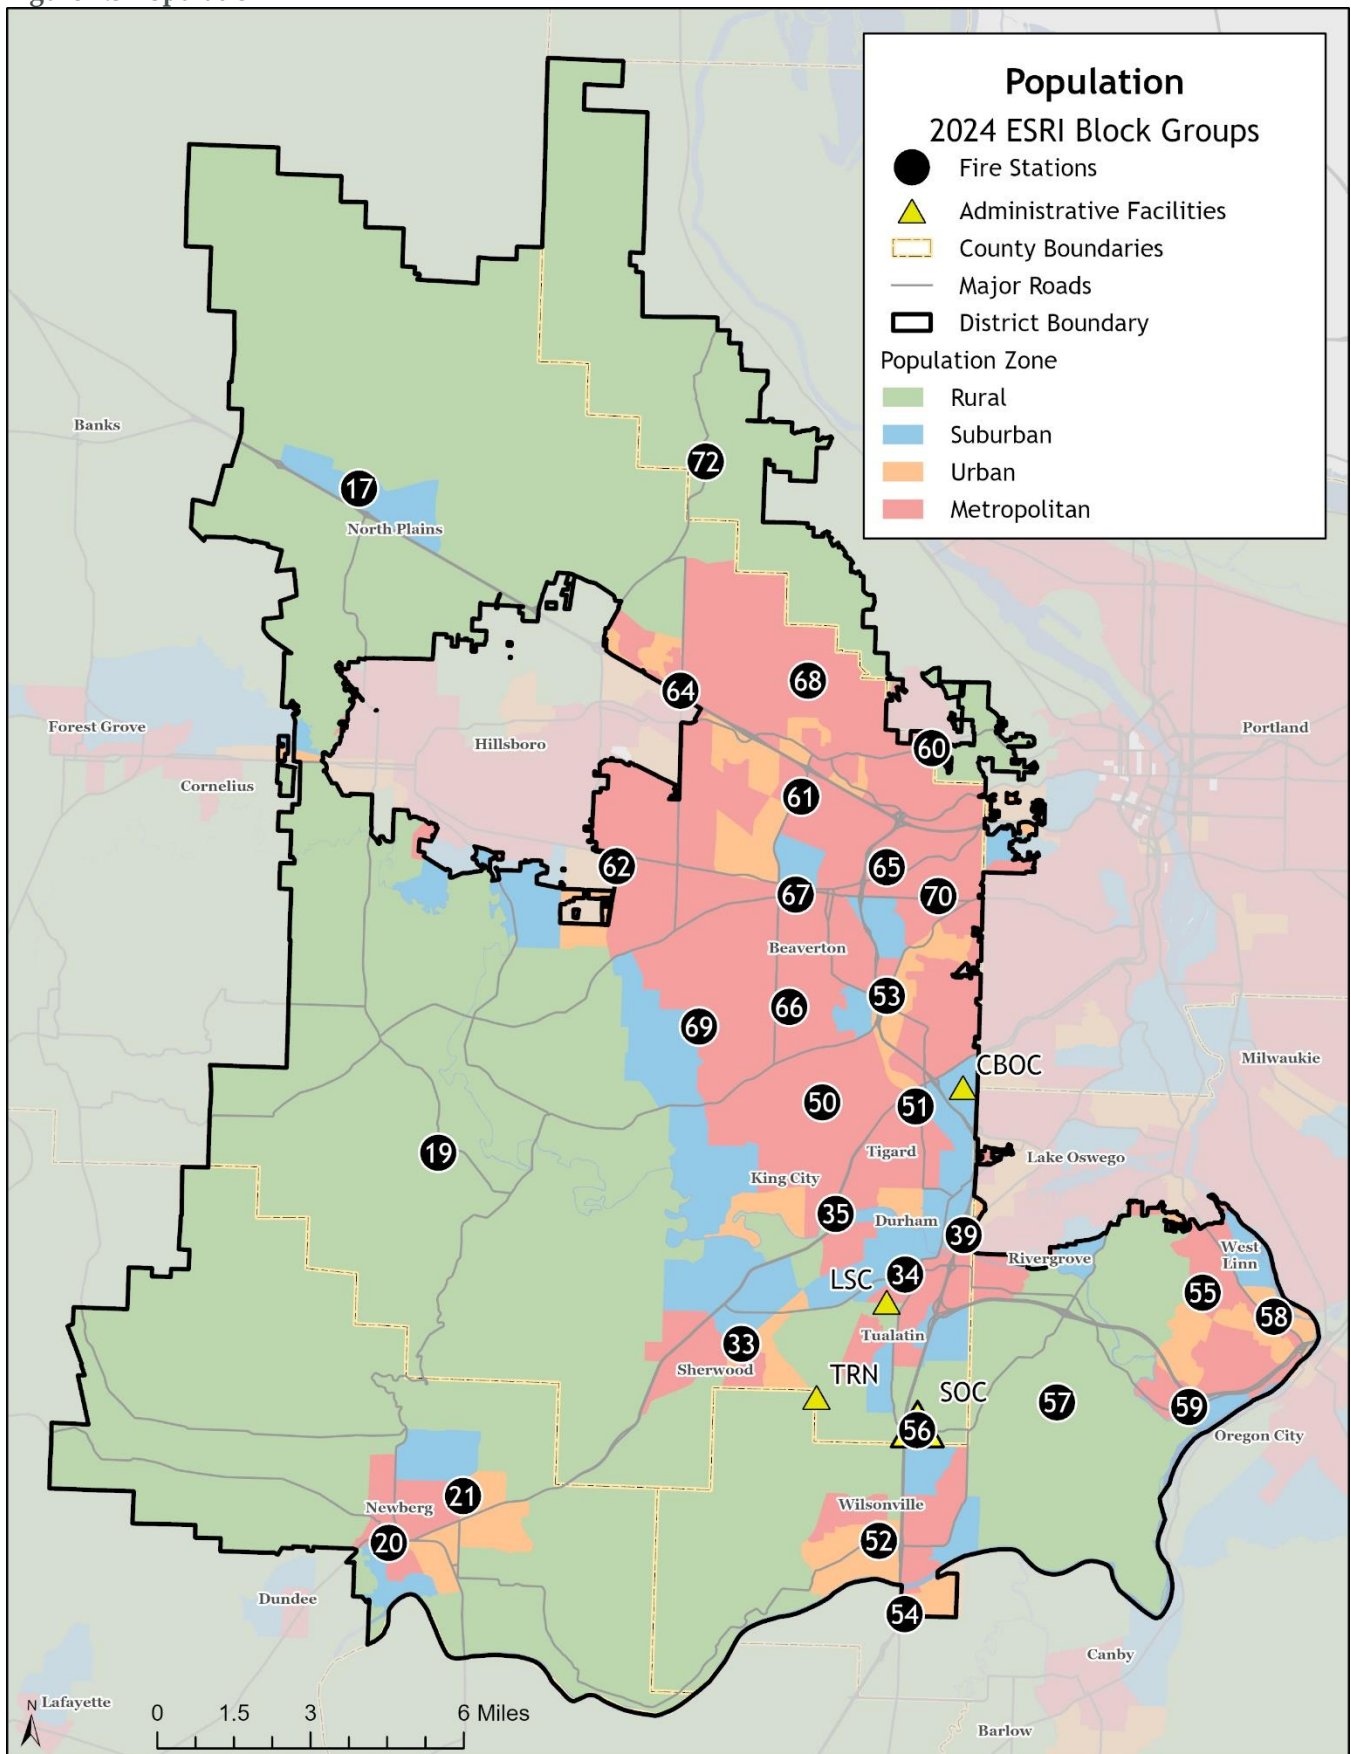 Population
2024 ESRI Block Groups
Fire Stations
Administrative Facilities
County Boundaries
Major Roads
District Boundary
Population Zone
Rural
Suburban
Urban
Metropolitan
Banks
72
17
North Plains
68
64
Forest Grove
Portland
Hillsboro
60
Cornelius
61
62
65
67
70
Beaverton
53
66
69
CBOC
Milwaukie
50
51
19
Tigard
Lake Oswego
King City
35
Durham
39
West
Linn
Rivergrove
LSC
34
55
58
Tualatin
33
Sherwood
TRN
SOC
57
59
56
Oregon City
21
Newberg
Wilsonville
20
52
Dundee
54
Canby
N
Lafayette
0 1.5 3 6 Miles
Barlow